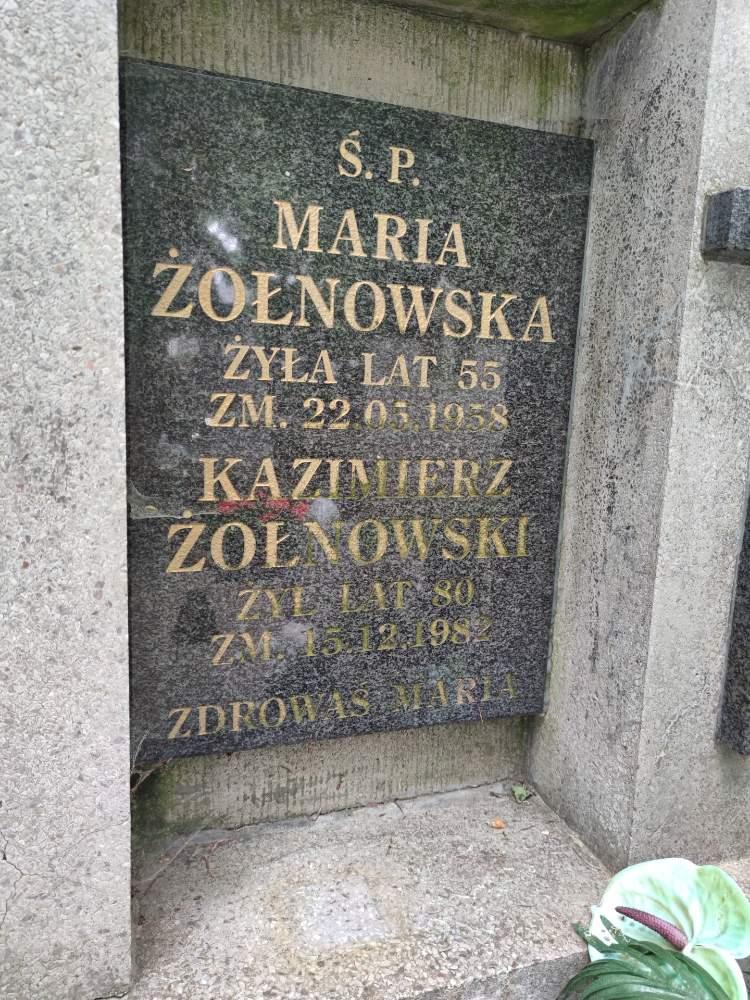 Ś. P.
MARIA
ŻOŁNOWSKA
ŻYŁA LAT 55
ZM. 22.05.1958
KAZIMIERZ
ŻOŁNOWSKI
ŻYŁ LAT 80
ZM. 15.12.1982
ZDROWAŚ MARIA